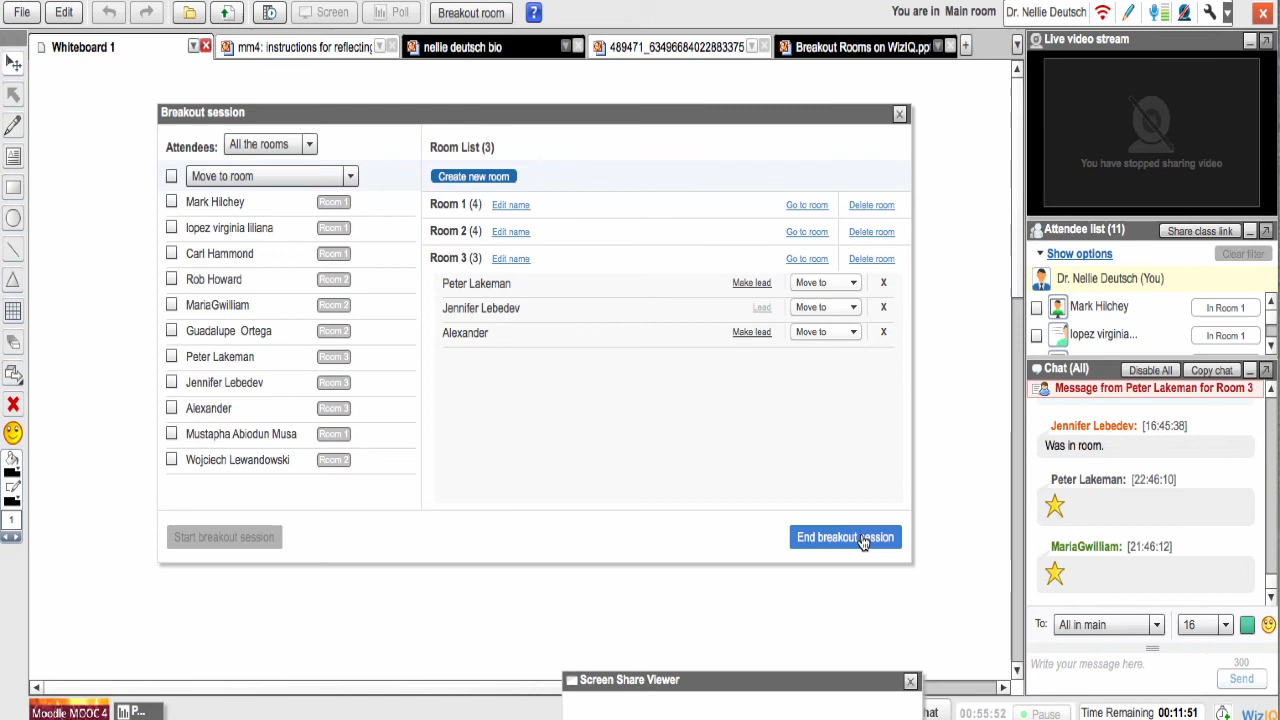 File Edit Screen Poll Breakout room ? You are in Main room Dr. Nellie Deutsch
Whiteboard 1 mm4: instructions for reflecting nellie deutsch bio 489471_63496684022883375 Breakout Rooms on WizIQ.ppt
Breakout session X
Attendees: All the rooms
Move to room
Mark Hilchey Room 1
lopez virginia liliana Room 1
Carl Hammond Room 1
Rob Howard Room 2
MariaGwilliam Room 2
Guadalupe Ortega Room 2
Peter Lakeman Room 3
Jennifer Lebedev Room 3
Alexander Room 3
Mustapha Abiodun Musa Room 1
Wojciech Lewandowski Room 2
Start breakout session
Room List (3)
Create new room
Room 1 (4) Edit name Go to room Delete room
Room 2 (4) Edit name Go to room Delete room
Room 3 (3) Edit name Go to room Delete room
Peter Lakeman Make lead Move to X
Jennifer Lebedev Lead Move to X
Alexander Make lead Move to X
End breakout session
Live video stream
You have stopped sharing video
Attendee list (11) Share class link
Show options Clear filter
Dr. Nellie Deutsch (You)
Mark Hilchey In Room 1
lopez virginia... In Room 1
Chat (All) Disable All Copy chat
Message from Peter Lakeman for Room 3
Jennifer Lebedev: [16:45:38]
Was in room.
Peter Lakeman: [22:46:10]
MariaGwilliam: [21:46:12]
To: All in main 16
Write your message here. 300
Send
1
Screen Share Viewer X
Moodle MOOC 4 P... hat 00:55:52 Pause Time Remaining 00:11:51 WizIQ